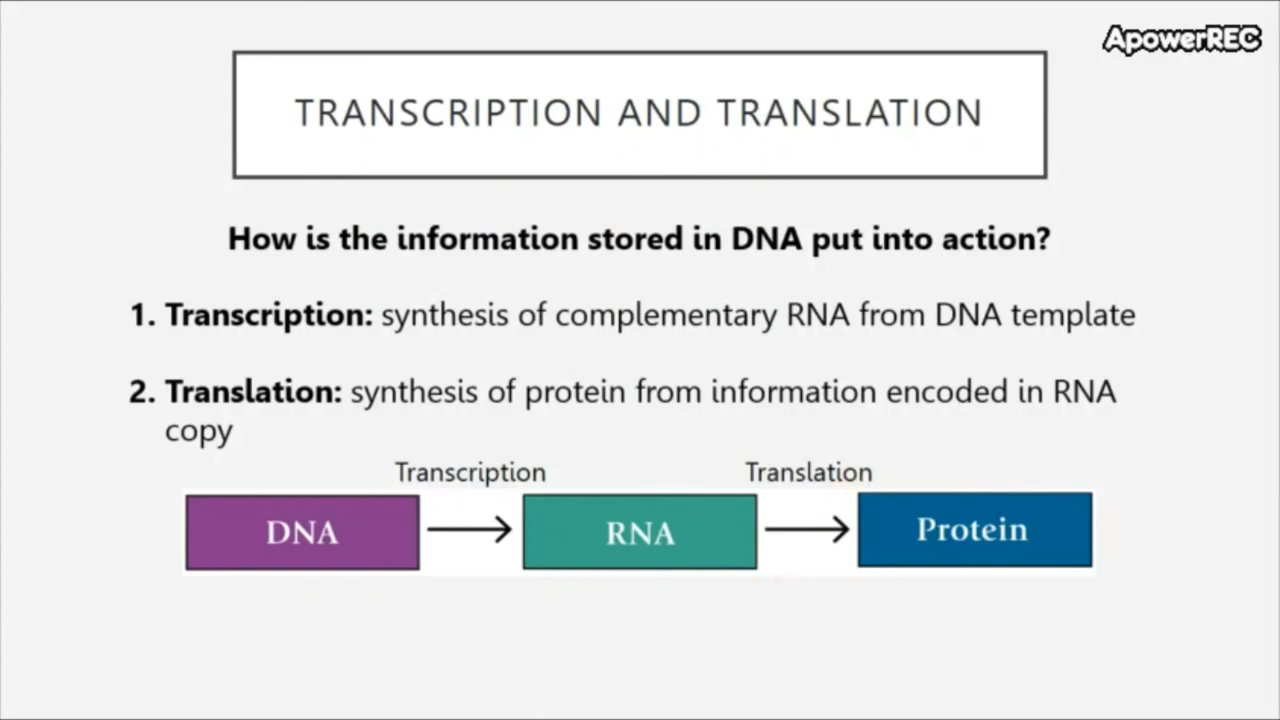 ApowerREC
TRANSCRIPTION AND TRANSLATION
How is the information stored in DNA put into action?
1. Transcription: synthesis of complementary RNA from DNA template
2. Translation: synthesis of protein from information encoded in RNA
copy
Transcription Translation
DNA RNA Protein